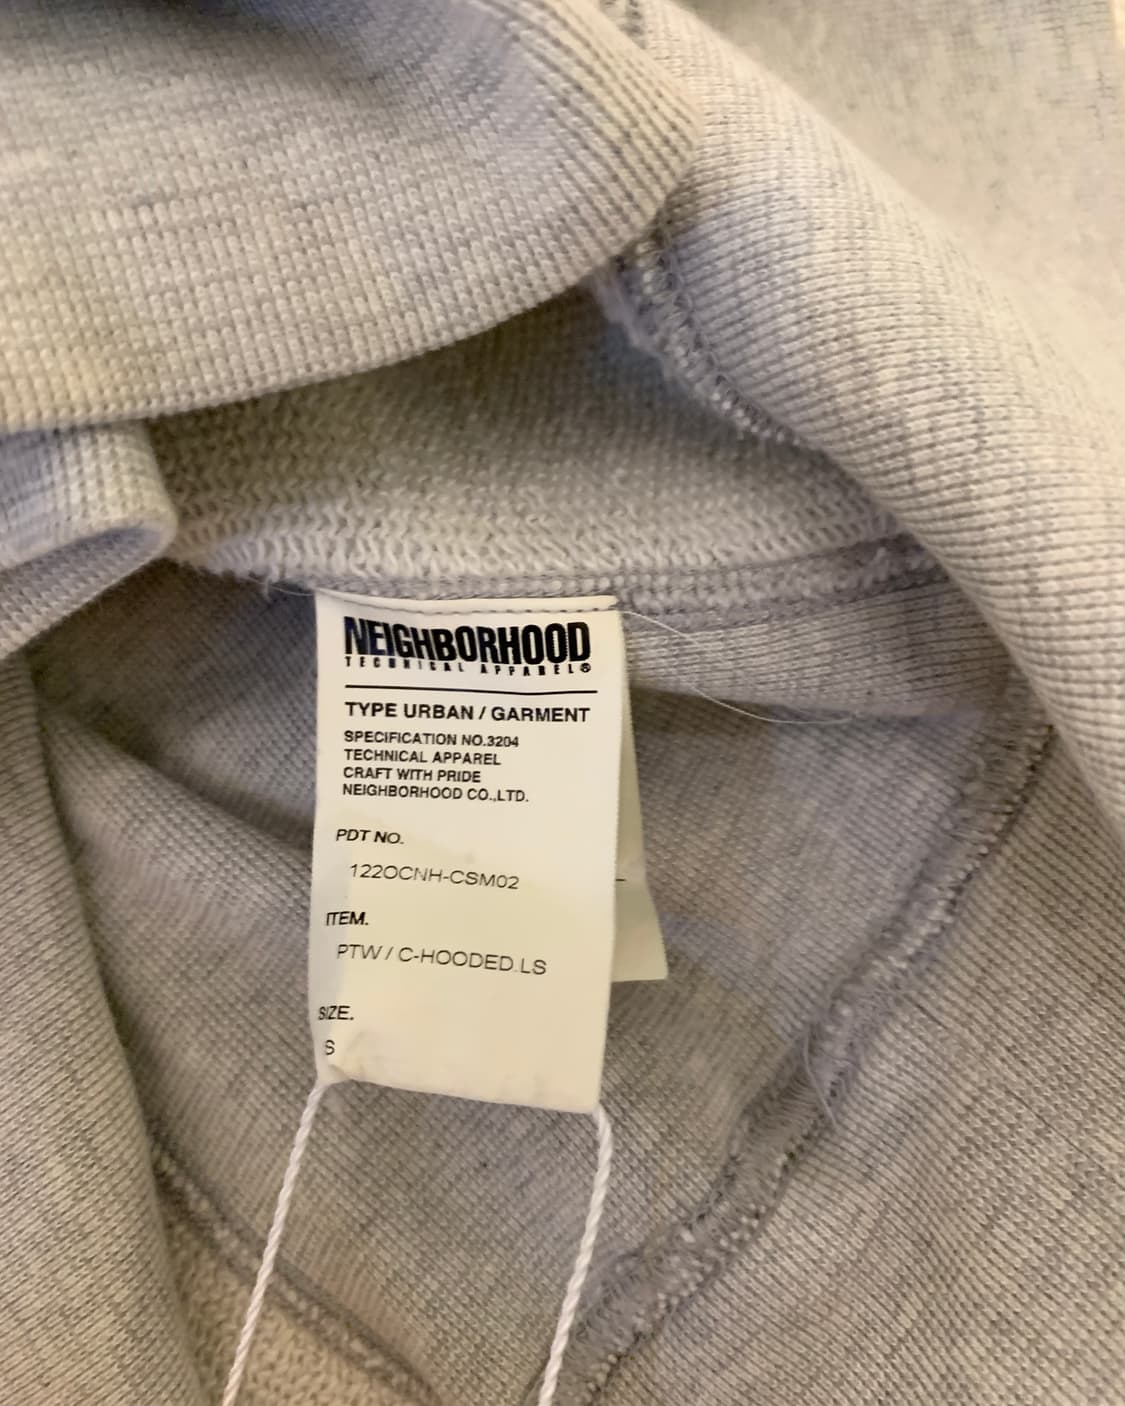 NEIGHBORHOOD
TECHNICAL APPAREL®
TYPE URBAN / GARMENT
SPECIFICATION NO.3204
TECHNICAL APPAREL
CRAFT WITH PRIDE
NEIGHBORHOOD CO.,LTD.
PDT NO.
122OCNH-CSM02
ITEM.
PTW / C-HOODED.LS
SIZE.
S